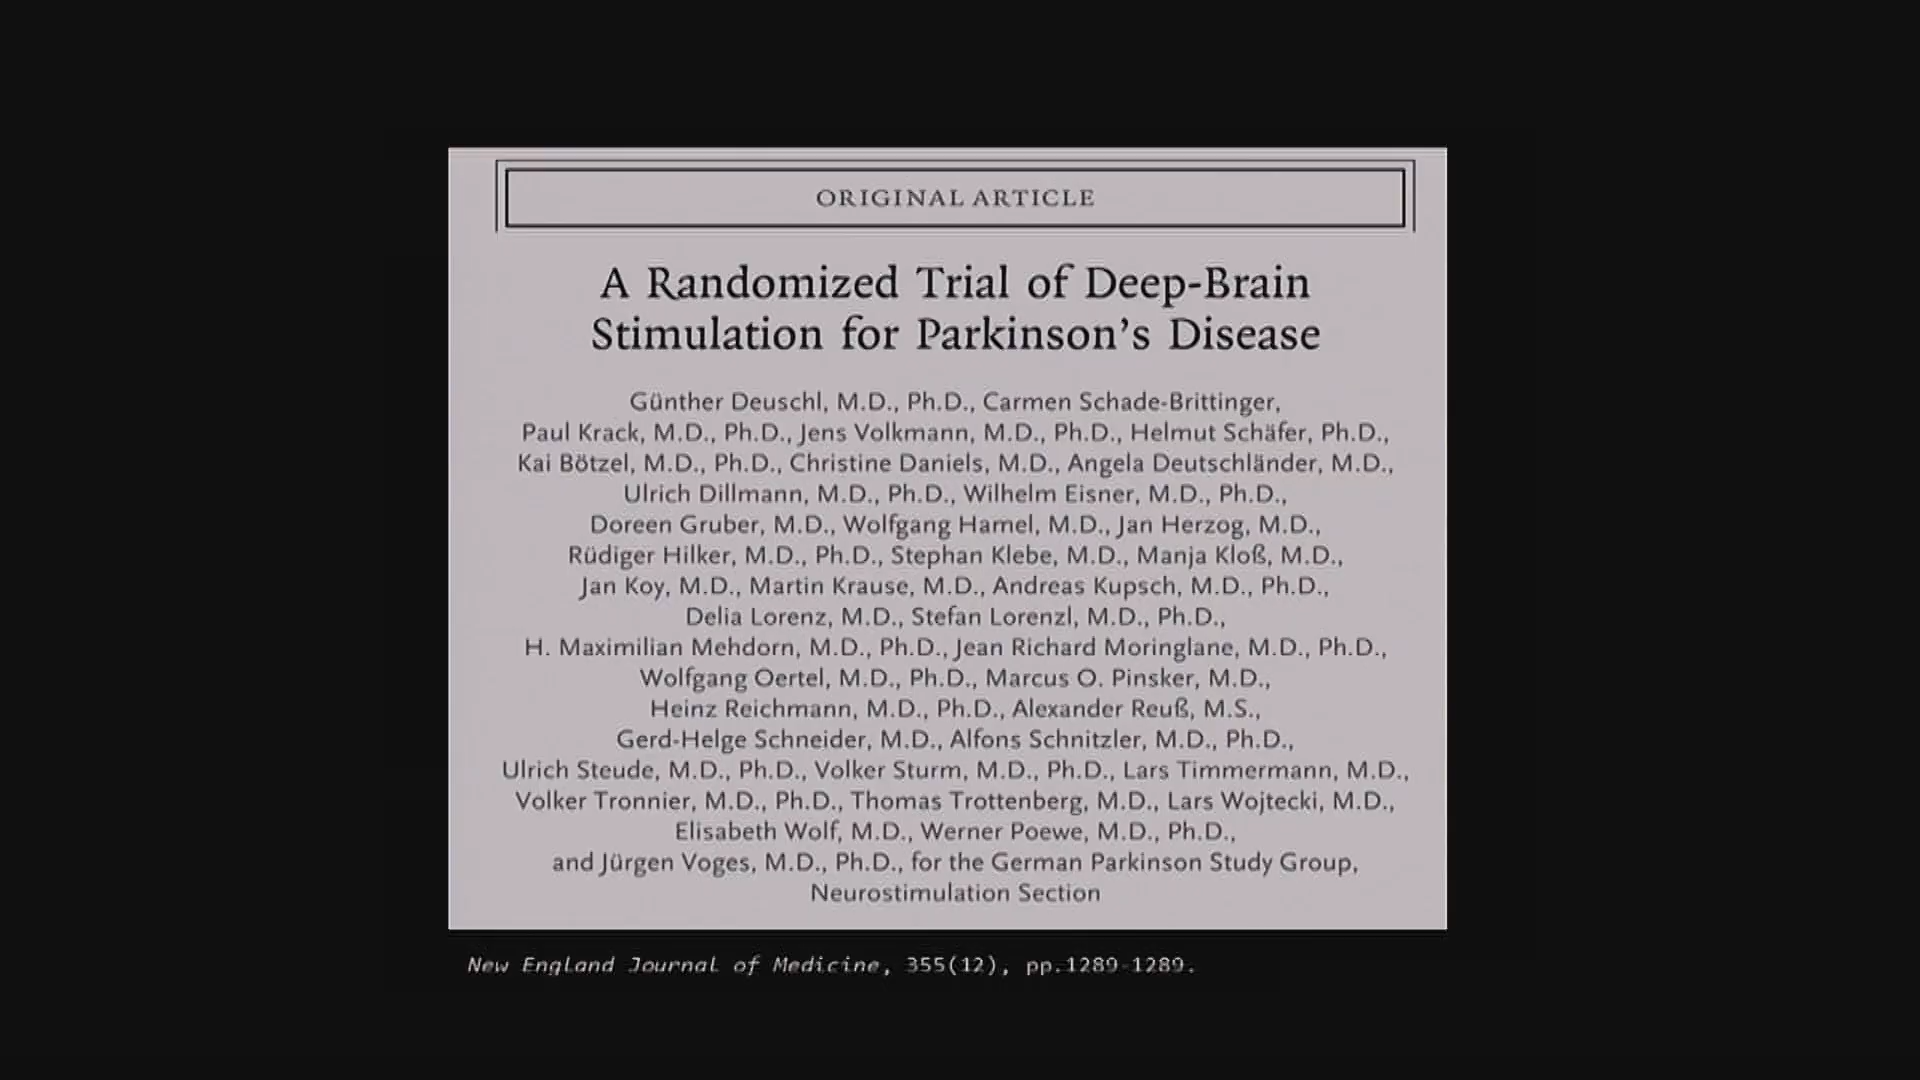 ORIGINAL ARTICLE
A Randomized Trial of Deep-Brain
Stimulation for Parkinson's Disease
Günther Deuschl, M.D., Ph.D., Carmen Schade-Brittinger,
Paul Krack, M.D., Ph.D., Jens Volkmann, M.D., Ph.D., Helmut Schäfer, Ph.D.,
Kai Bötzel, M.D., Ph.D., Christine Daniels, M.D., Angela Deutschländer, M.D.,
Ulrich Dillmann, M.D., Ph.D., Wilhelm Eisner, M.D., Ph.D.,
Doreen Gruber, M.D., Wolfgang Hamel, M.D., Jan Herzog, M.D.,
Rüdiger Hilker, M.D., Ph.D., Stephan Klebe, M.D., Manja Kloß, M.D.,
Jan Koy, M.D., Martin Krause, M.D., Andreas Kupsch, M.D., Ph.D.,
Delia Lorenz, M.D., Stefan Lorenzl, M.D., Ph.D.,
H. Maximilian Mehdorn, M.D., Ph.D., Jean Richard Moringlane, M.D., Ph.D.,
Wolfgang Oertel, M.D., Ph.D., Marcus O. Pinsker, M.D.,
Heinz Reichmann, M.D., Ph.D., Alexander Reuß, M.S.,
Gerd-Helge Schneider, M.D., Alfons Schnitzler, M.D., Ph.D.,
Ulrich Steude, M.D., Ph.D., Volker Sturm, M.D., Ph.D., Lars Timmermann, M.D.,
Volker Tronnier, M.D., Ph.D., Thomas Trottenberg, M.D., Lars Wojtecki, M.D.,
Elisabeth Wolf, M.D., Werner Poewe, M.D., Ph.D.,
and Jürgen Voges, M.D., Ph.D., for the German Parkinson Study Group,
Neurostimulation Section
New England Journal of Medicine, 355(12), pp.1289-1289.